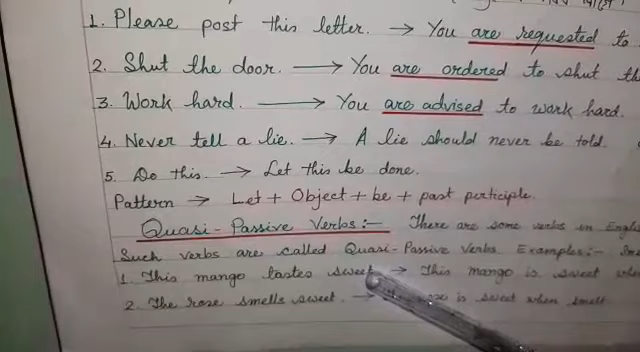 1. Please post this letter. → You are requested to
2. Shut the door. → You are ordered to shut
3. Work hard. → You are advised to work hard.
4. Never tell a lie. → A lie should never be told.
5. Do this. → Let this be done.
Pattern → Let + Object + be + past participle.
Quasi-Passive Verbs:- There are some verbs in
Such verbs are called Quasi-Passive Verbs. Examples:-
1. This mango tastes sweet → This mango is sweet
2. The rose smells sweet. → is sweet when smelt